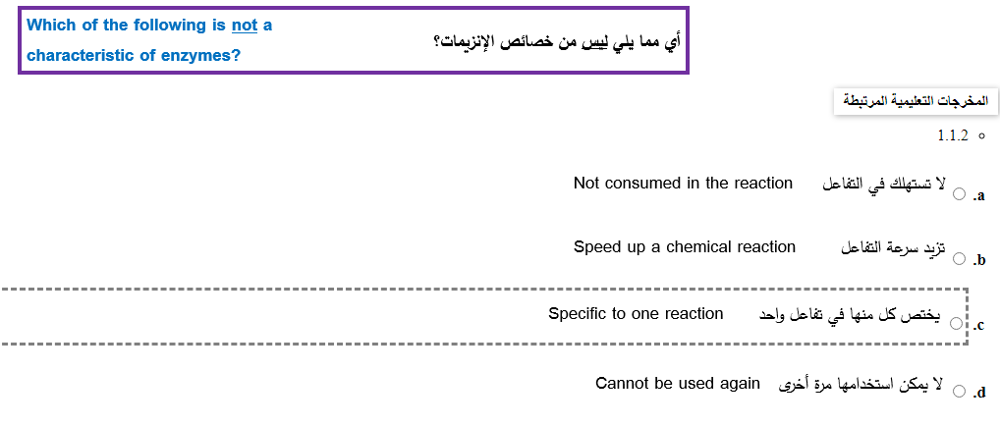 Which of the following is not a
characteristic of enzymes?
أي مما يلي ليس من خصائص الإنزيمات؟
المخرجات التعليمية المرتبطة
1.1.2
a. لا تستهلك في التفاعل Not consumed in the reaction
b. تزيد سرعة التفاعل Speed up a chemical reaction
c. يختص كل منها في تفاعل واحد Specific to one reaction
d. لا يمكن استخدامها مرة أخرى Cannot be used again